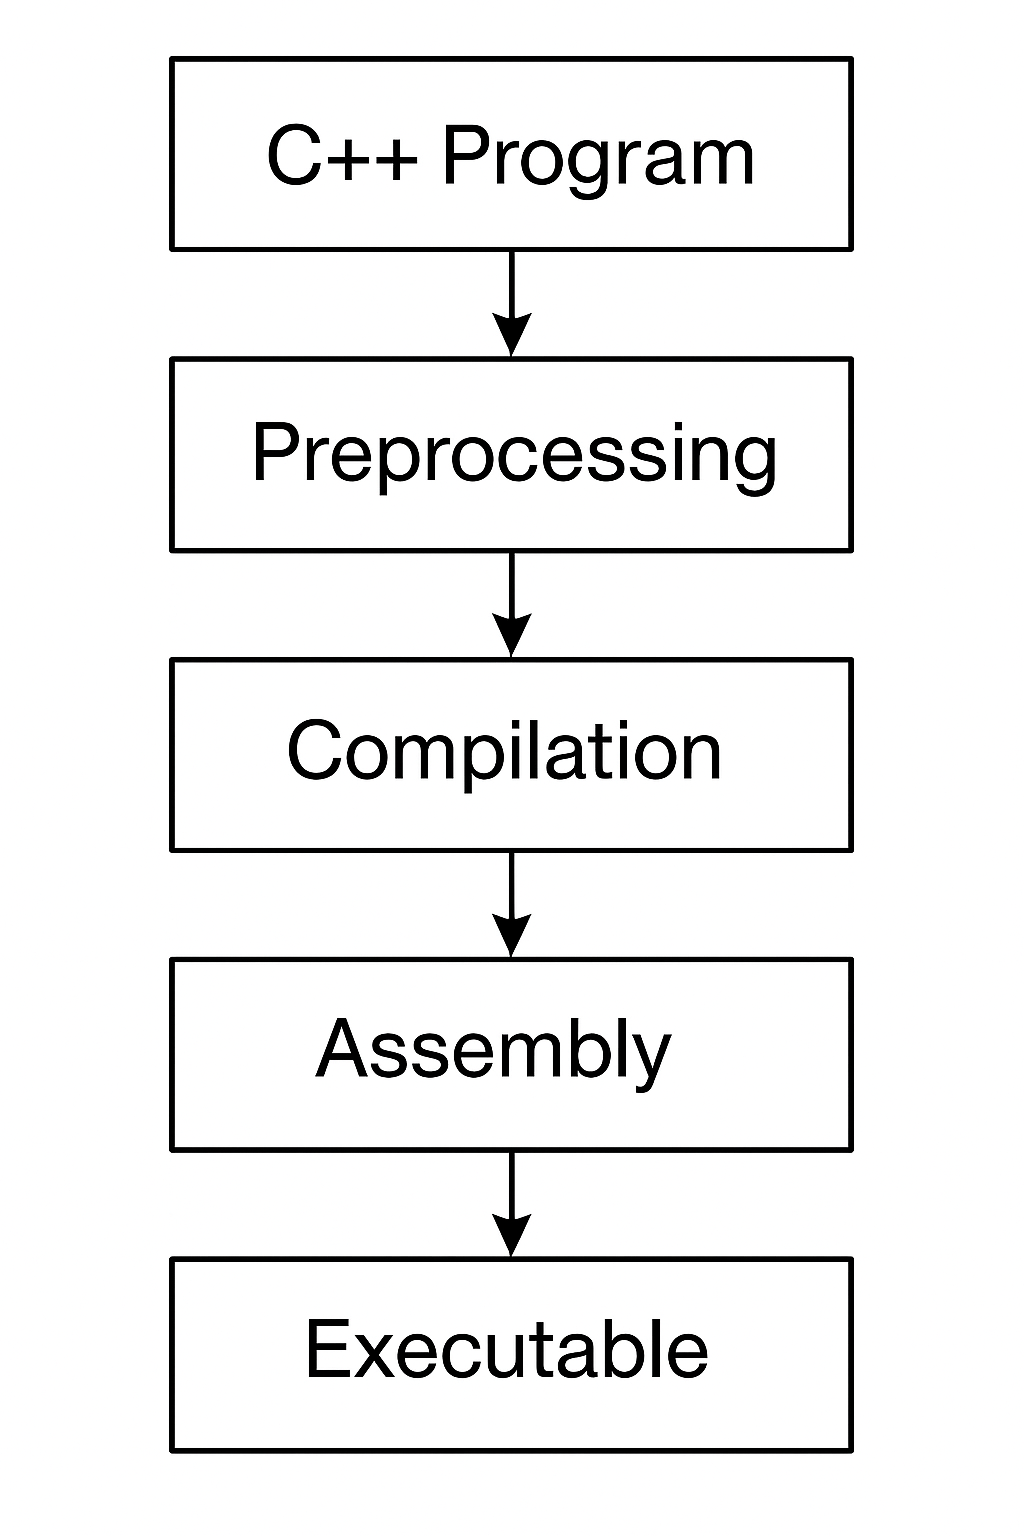 C++ Program
Preprocessing
Compilation
Assembly
Executable